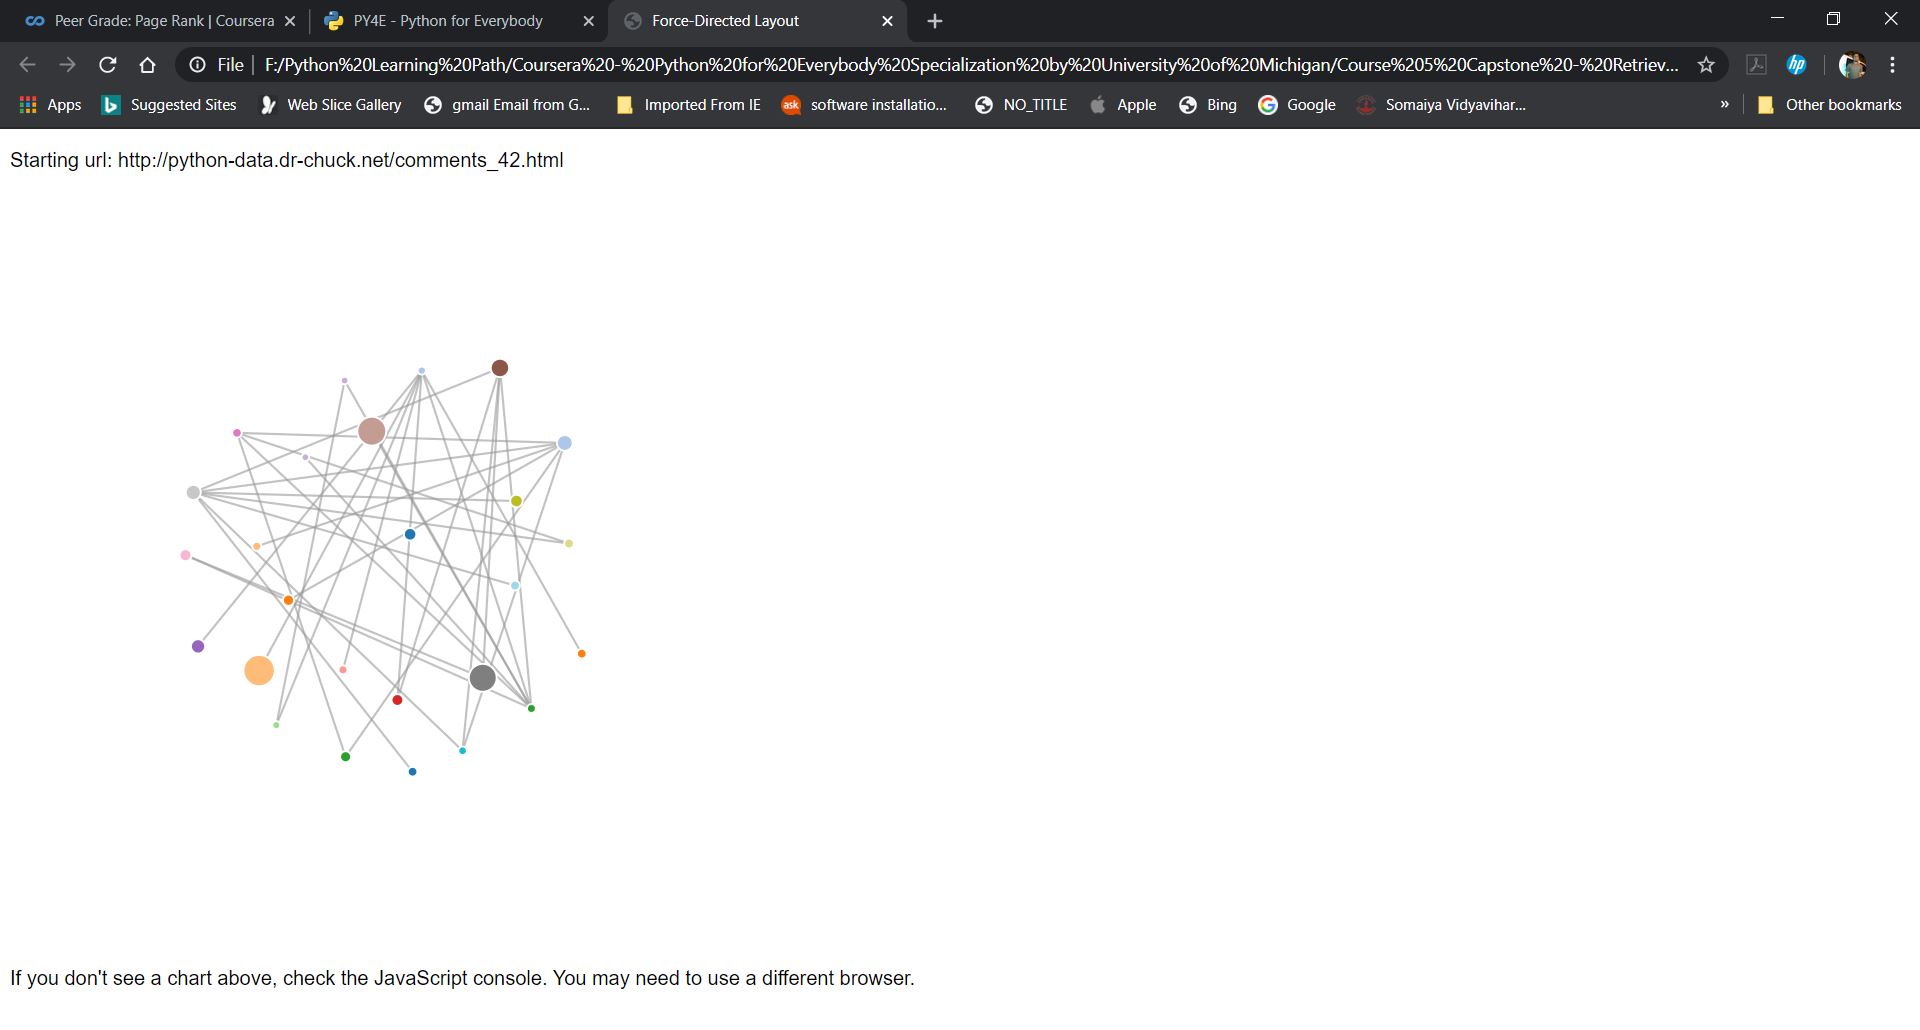 Peer Grade: Page Rank | Coursera
PY4E - Python for Everybody
Force-Directed Layout
File | F:/Python%20Learning%20Path/Coursera%20-%20Python%20for%20Everybody%20Specialization%20by%20University%20of%20Michigan/Course%205%20Capstone%20-%20Retriev...
hp
Apps
b Suggested Sites
Web Slice Gallery
gmail Email from G...
Imported From IE
ask software installatio...
NO_TITLE
Apple
Bing
G Google
Somaiya Vidyavihar...
»
Other bookmarks
Starting url: http://python-data.dr-chuck.net/comments_42.html
If you don't see a chart above, check the JavaScript console. You may need to use a different browser.